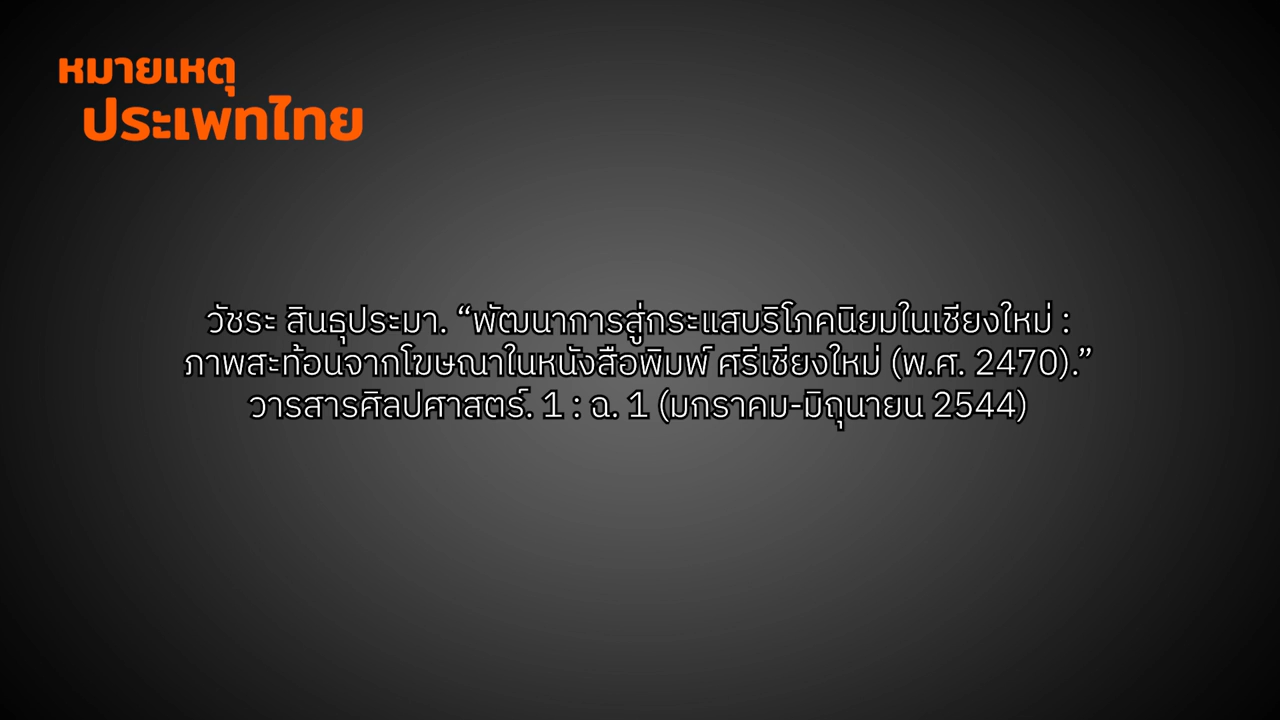 หมายเหตุ
ประเพทไทย
วัชระ สินธุประมา. “พัฒนาการสู่กระแสบริโภคนิยมในเชียงใหม่ :
ภาพสะท้อนจากโฆษณาในหนังสือพิมพ์ ศรีเชียงใหม่ (พ.ศ. 2470).”
วารสารศิลปศาสตร์. 1 : ฉ. 1 (มกราคม-มิถุนายน 2544)